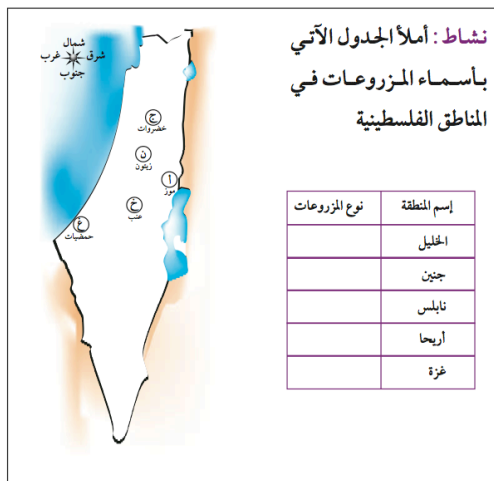 نشاط: أملأ الجدول الآتي
بأسماء المزروعات في
المناطق الفلسطينية
شمال
شرق غرب
جنوب
ج
خضروات
ن
زيتون
أ
موز
خ
عنب
غ
حمضيات
إسم المنطقة نوع المزروعات
الخليل
جنين
نابلس
أريحا
غزة